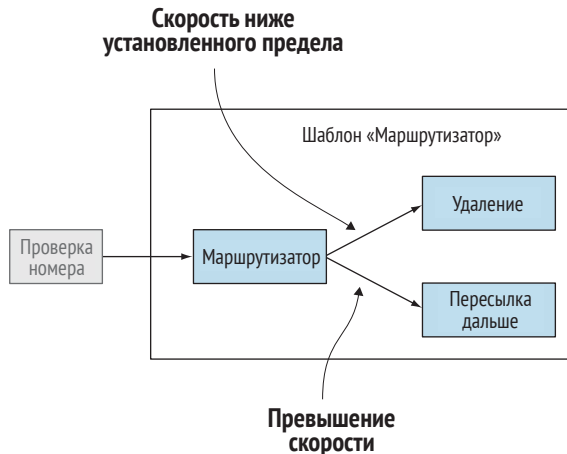 Скорость ниже
установленного предела
Шаблон «Маршрутизатор»
Удаление
Проверка
номера
Маршрутизатор
Пересылка
дальше
Превышение
скорости